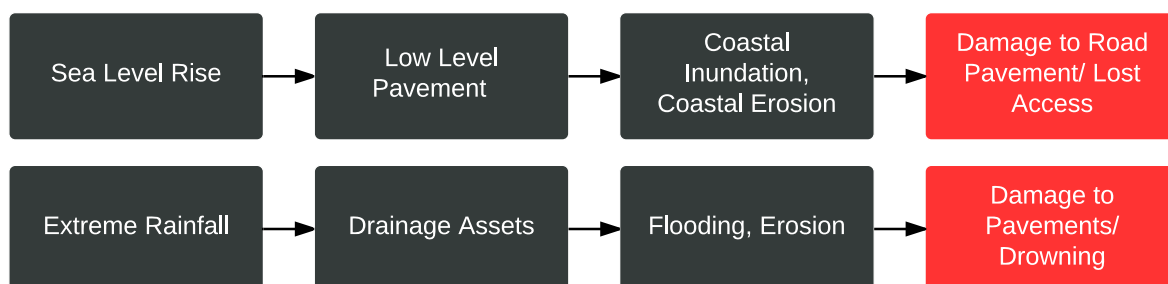 Sea Level Rise
Low Level
Pavement
Coastal
Inundation,
Coastal Erosion
Damage to Road
Pavement/ Lost
Access
Extreme Rainfall
Drainage Assets
Flooding, Erosion
Damage to
Pavements/
Drowning